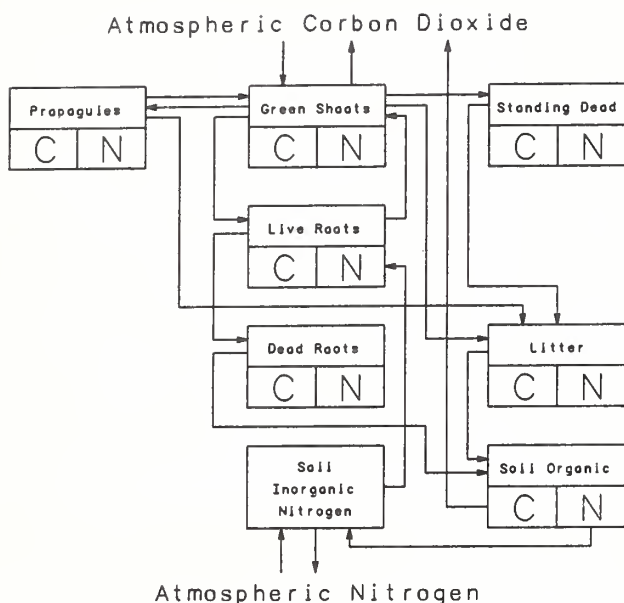 Atmospheric Carbon Dioxide
Propagules
C N
Green Shoots
C N
Standing Dead
C N
Live Roots
C N
Dead Roots
C N
Litter
C N
Soil
Inorganic
Nitrogen
Soil Organic
C N
Atmospheric Nitrogen